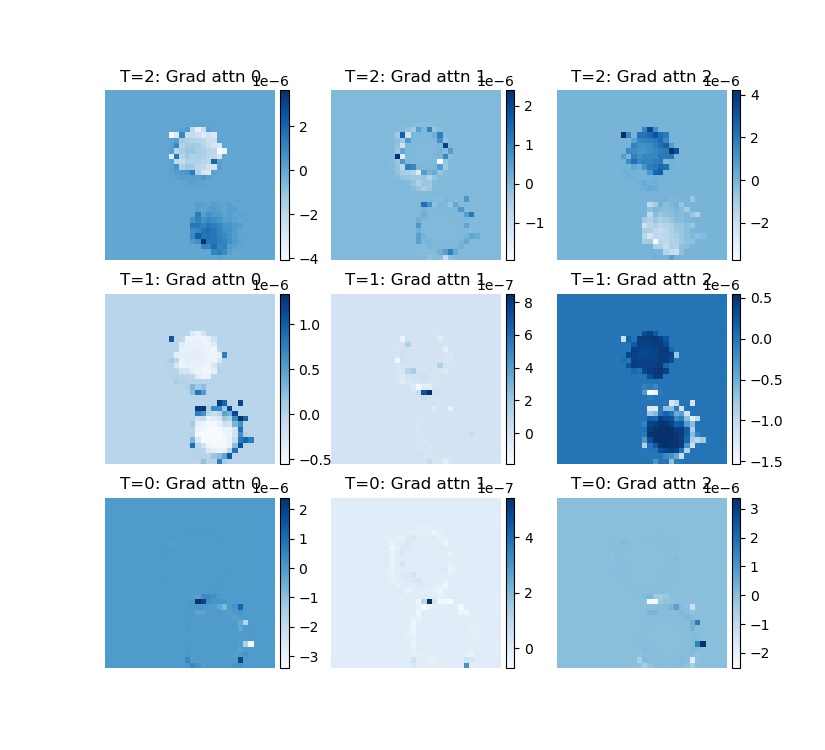 T=2: Grad attn 0
1e−6
2
0
−2
−4
T=2: Grad attn 1
1e−6
2
1
0
−1
T=2: Grad attn 2
1e−6
4
2
0
−2
T=1: Grad attn 0
1e−6
1.0
0.5
0.0
−0.5
T=1: Grad attn 1
1e−7
8
6
4
2
0
T=1: Grad attn 2
1e−6
0.5
0.0
−0.5
−1.0
−1.5
T=0: Grad attn 0
1e−6
2
1
0
−1
−2
−3
T=0: Grad attn 1
1e−7
4
2
0
T=0: Grad attn 2
1e−6
3
2
1
0
−1
−2